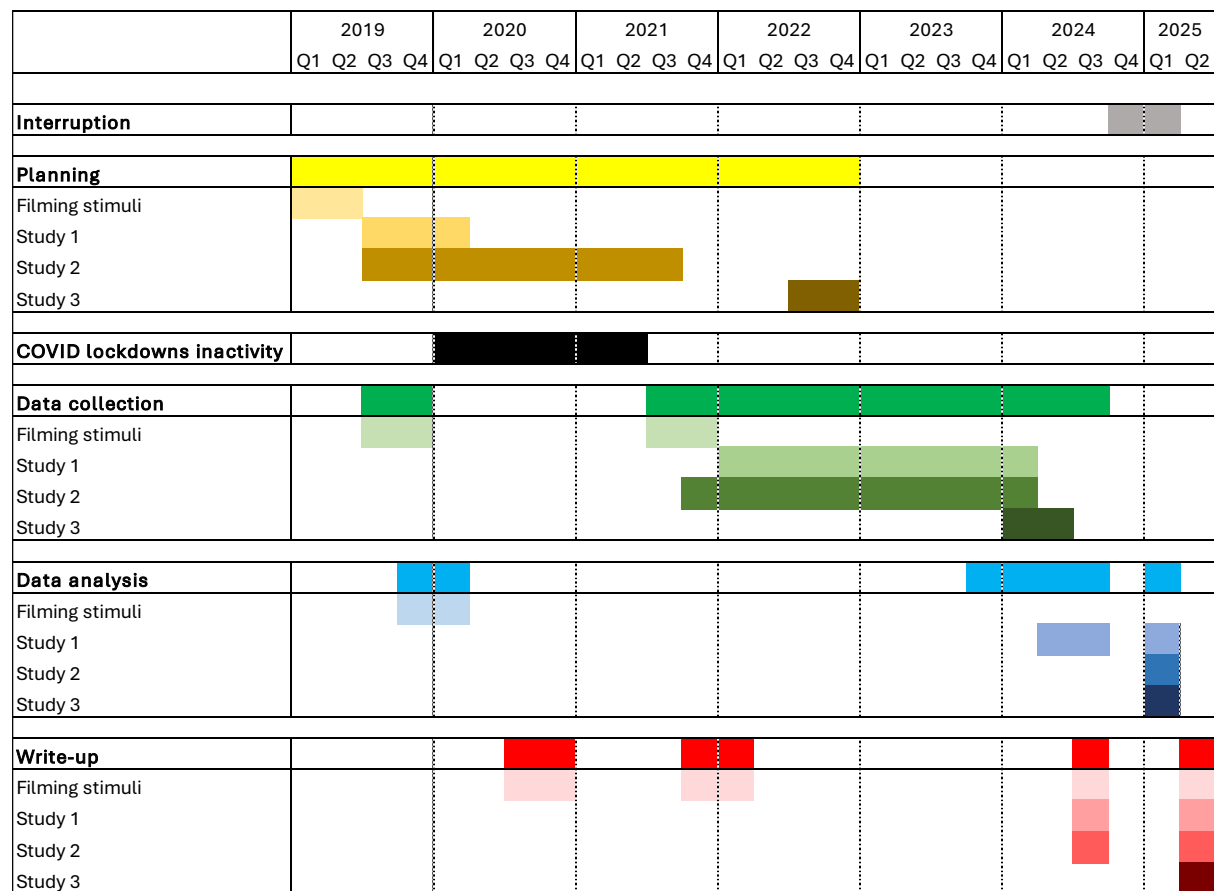 2019 2020 2021 2022 2023 2024 2025
Q1 Q2 Q3 Q4 Q1 Q2 Q3 Q4 Q1 Q2 Q3 Q4 Q1 Q2 Q3 Q4 Q1 Q2 Q3 Q4 Q1 Q2 Q3 Q4 Q1 Q2
Interruption
Planning
Filming stimuli
Study 1
Study 2
Study 3
COVID lockdowns inactivity
Data collection
Filming stimuli
Study 1
Study 2
Study 3
Data analysis
Filming stimuli
Study 1
Study 2
Study 3
Write-up
Filming stimuli
Study 1
Study 2
Study 3